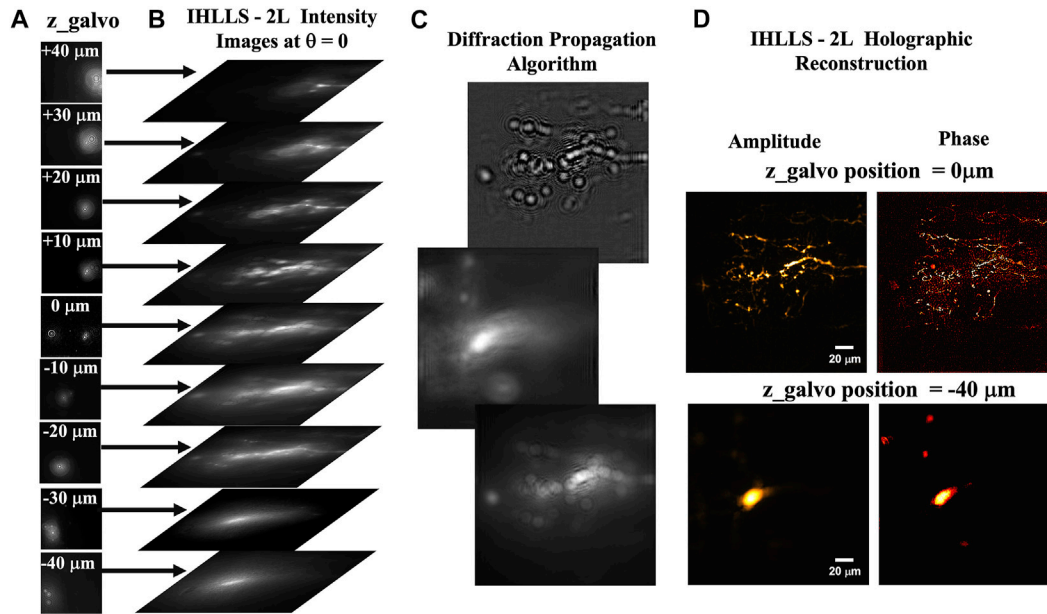 A
z_galvo
+40 μm
+30 μm
+20 μm
+10 μm
0 μm
-10 μm
-20 μm
-30 μm
-40 μm
B
IHLLS - 2L Intensity
Images at θ = 0
C
Diffraction Propagation
Algorithm
D
IHLLS - 2L Holographic
Reconstruction
Amplitude
Phase
z_galvo position = 0μm
20 μm
z_galvo position = -40 μm
20 μm